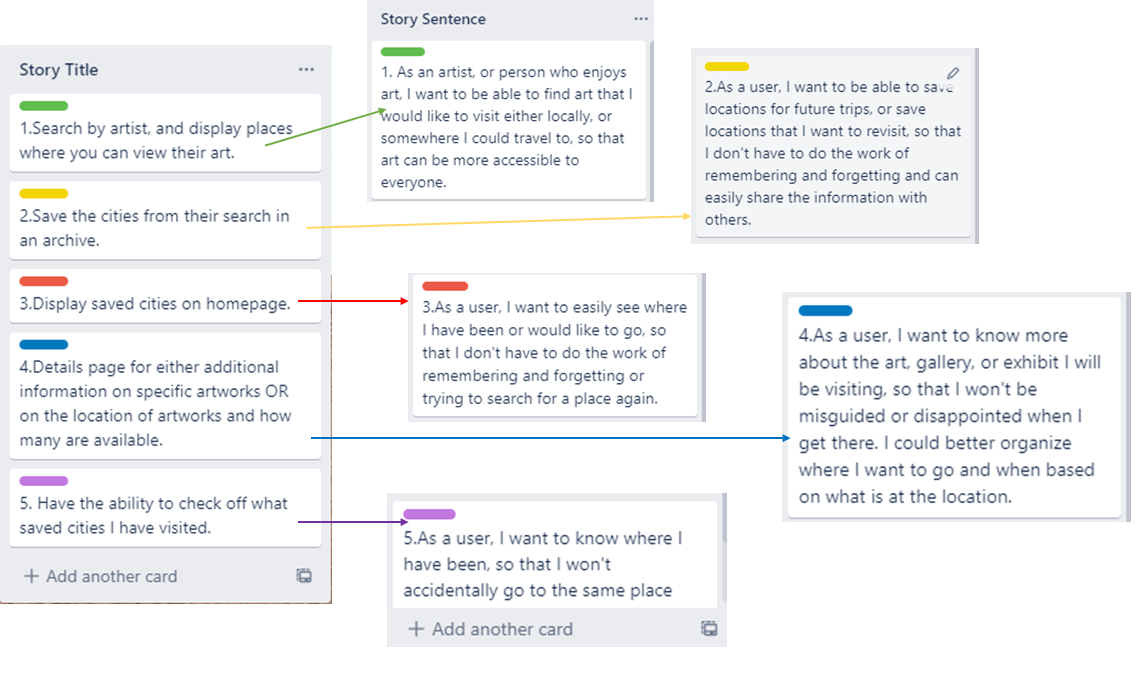 Story Title
1.Search by artist, and display places
where you can view their art.
2.Save the cities from their search in
an archive.
3.Display saved cities on homepage.
4.Details page for either additional
information on specific artworks OR
on the location of artworks and how
many are available.
5. Have the ability to check off what
saved cities I have visited.
+ Add another card
Story Sentence
1. As an artist, or person who enjoys
art, I want to be able to find art that I
would like to visit either locally, or
somewhere I could travel to, so that
art can be more accessible to
everyone.
2.As a user, I want to be able to save
locations for future trips, or save
locations that I want to revisit, so that
I don't have to do the work of
remembering and forgetting and can
easily share the information with
others.
3.As a user, I want to easily see where
I have been or would like to go, so
that I don't have to do the work of
remembering and forgetting or
trying to search for a place again.
4.As a user, I want to know more
about the art, gallery, or exhibit I will
be visiting, so that I won't be
misguided or disappointed when I
get there. I could better organize
where I want to go and when based
on what is at the location.
5.As a user, I want to know where I
have been, so that I won't
accidentally go to the same place
+ Add another card